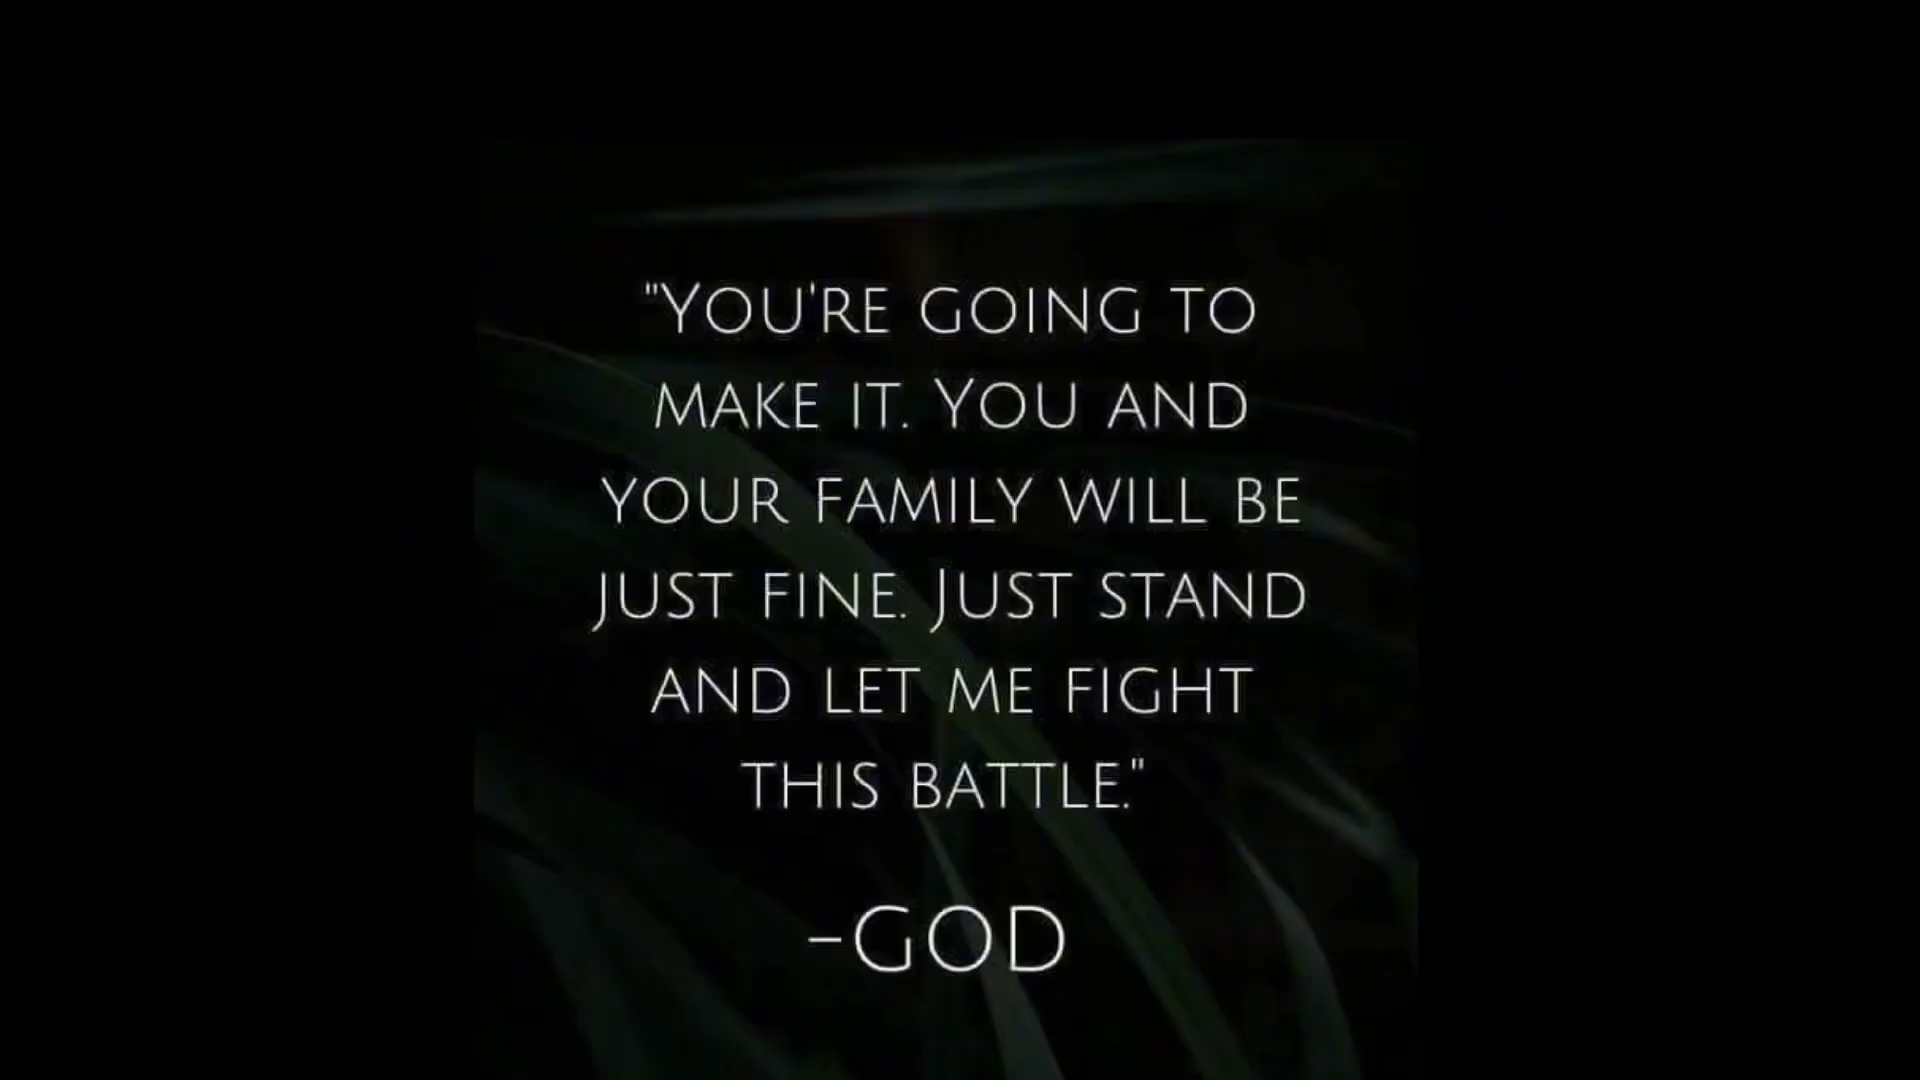 "You're going to
make it. You and
your family will be
just fine. Just stand
and let me fight
this battle."
-GOD